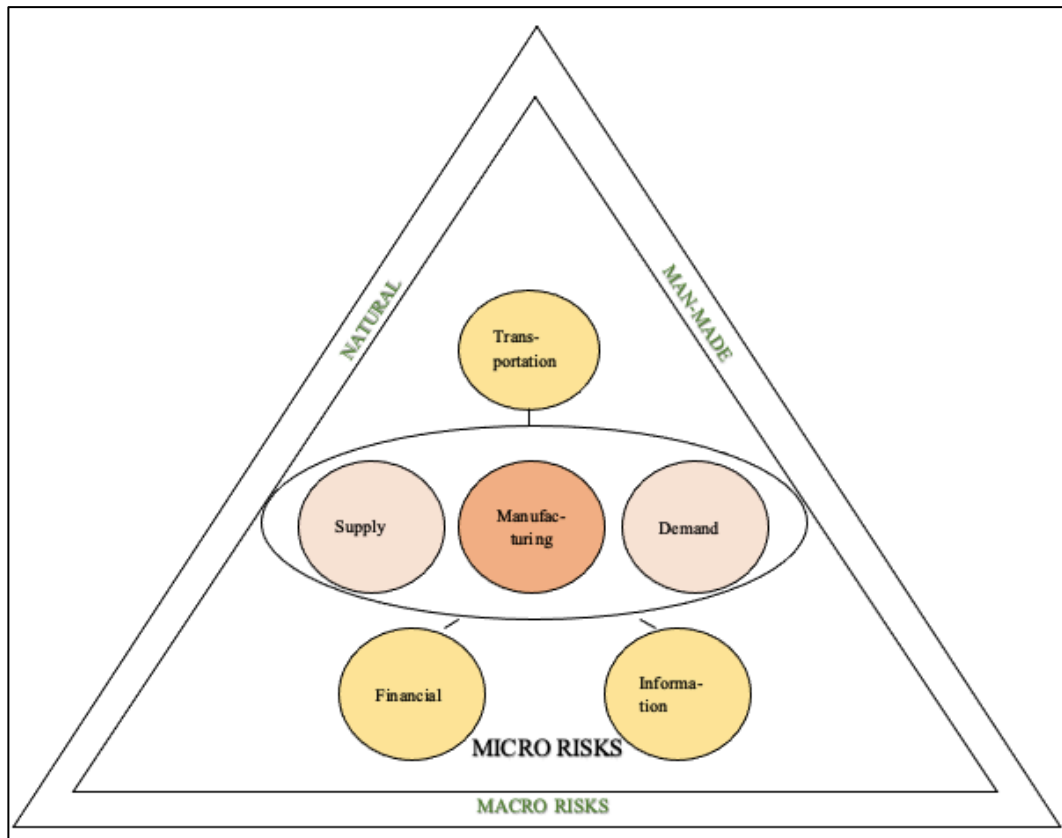 NATURAL
MAN-MADE
Trans-
portation
Supply
Manufac-
turing
Demand
Financial
Informa-
tion
MICRO RISKS
MACRO RISKS